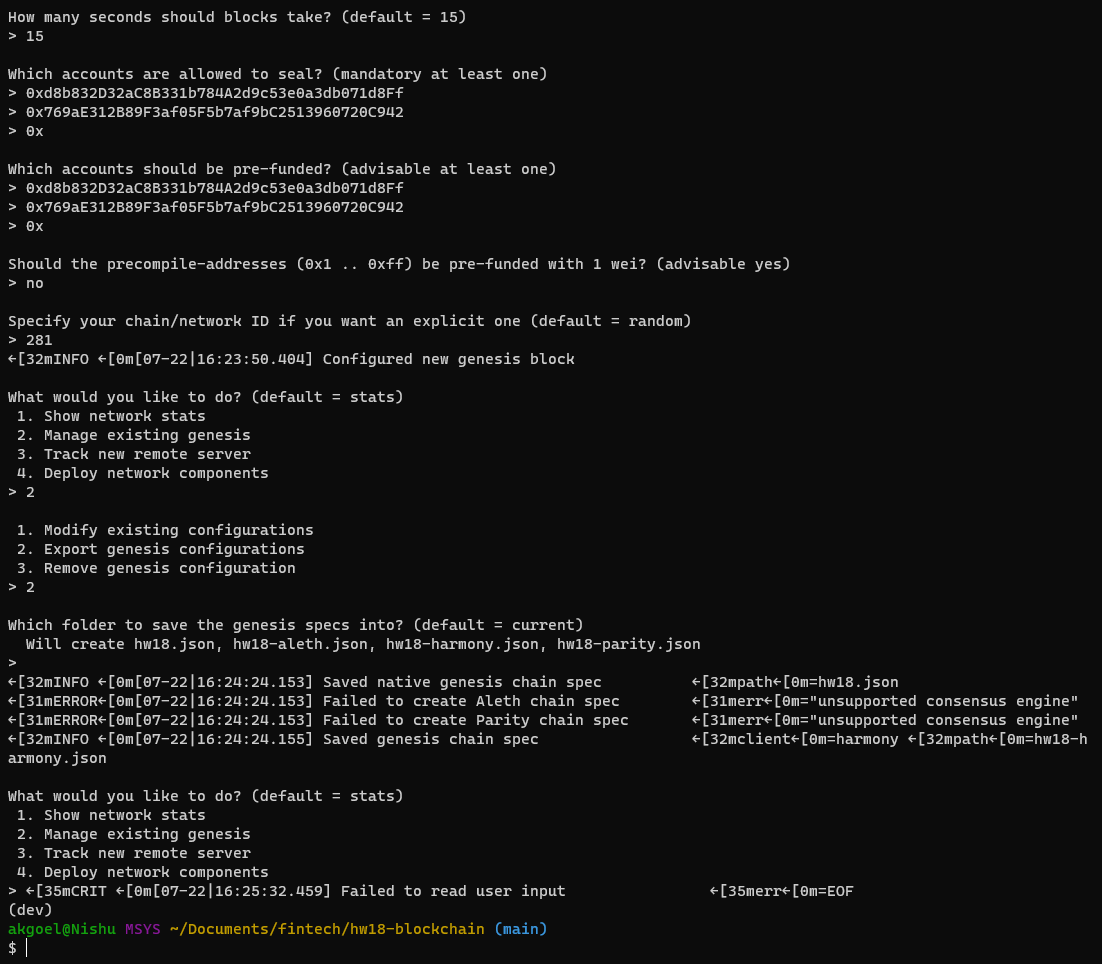 How many seconds should blocks take? (default = 15)
> 15
Which accounts are allowed to seal? (mandatory at least one)
> 0xd8b832D32aC8B331b784A2d9c53e0a3db071d8Ff
> 0x769aE312B89F3af05F5b7af9bC2513960720C942
> 0x
Which accounts should be pre-funded? (advisable at least one)
> 0xd8b832D32aC8B331b784A2d9c53e0a3db071d8Ff
> 0x769aE312B89F3af05F5b7af9bC2513960720C942
> 0x
Should the precompile-addresses (0x1 .. 0xff) be pre-funded with 1 wei? (advisable yes)
> no
Specify your chain/network ID if you want an explicit one (default = random)
> 281
←[32mINFO ←[0m[07-22|16:23:50.404] Configured new genesis block
What would you like to do? (default = stats)
 1. Show network stats
 2. Manage existing genesis
 3. Track new remote server
 4. Deploy network components
> 2
 1. Modify existing configurations
 2. Export genesis configurations
 3. Remove genesis configuration
> 2
Which folder to save the genesis specs into? (default = current)
  Will create hw18.json, hw18-aleth.json, hw18-harmony.json, hw18-parity.json
>
←[32mINFO ←[0m[07-22|16:24:24.153] Saved native genesis chain spec          ←[32mpath←[0m=hw18.json
←[31mERROR←[0m[07-22|16:24:24.153] Failed to create Aleth chain spec        ←[31merr←[0m="unsupported consensus engine"
←[31mERROR←[0m[07-22|16:24:24.153] Failed to create Parity chain spec       ←[31merr←[0m="unsupported consensus engine"
←[32mINFO ←[0m[07-22|16:24:24.155] Saved genesis chain spec                 ←[32mclient←[0m=harmony ←[32mpath←[0m=hw18-h
armony.json
What would you like to do? (default = stats)
 1. Show network stats
 2. Manage existing genesis
 3. Track new remote server
 4. Deploy network components
> ←[35mCRIT ←[0m[07-22|16:25:32.459] Failed to read user input                ←[35merr←[0m=EOF
(dev)
akgoel@Nishu MSYS ~/Documents/fintech/hw18-blockchain (main)
$